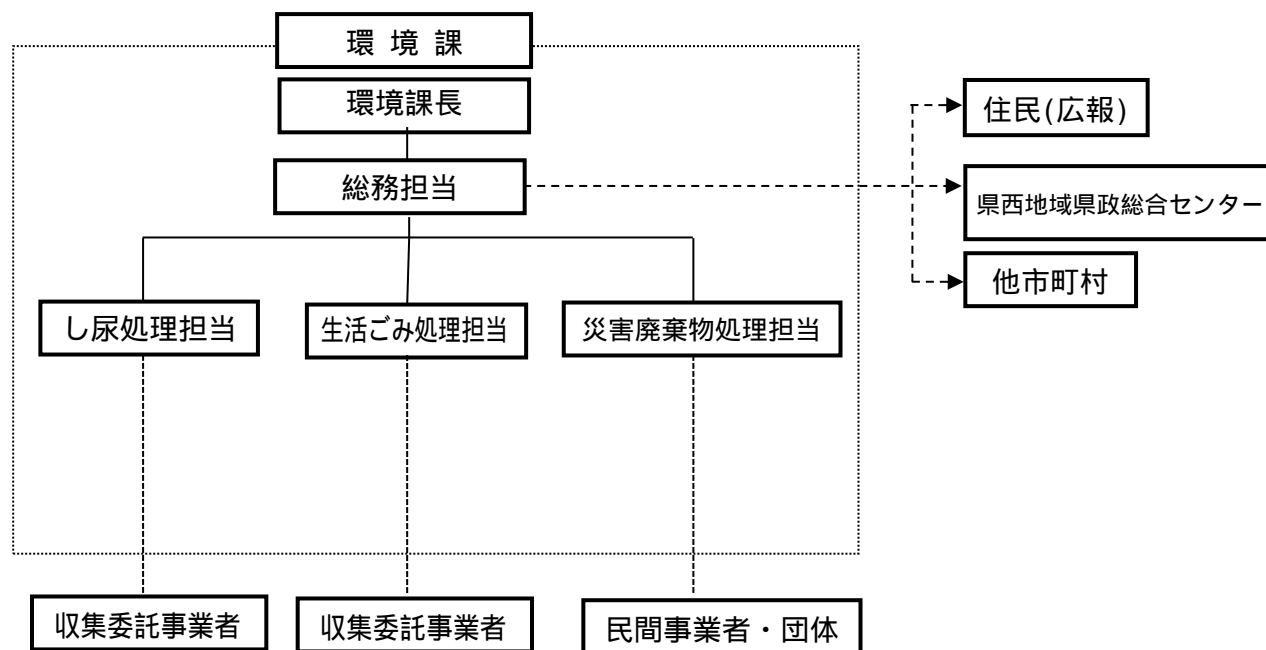 環 境 課
環境課長
住民(広報)
総務担当
県西地域県政総合センター
他市町村
し尿処理担当
生活ごみ処理担当
災害廃棄物処理担当
収集委託事業者
収集委託事業者
民間事業者・団体